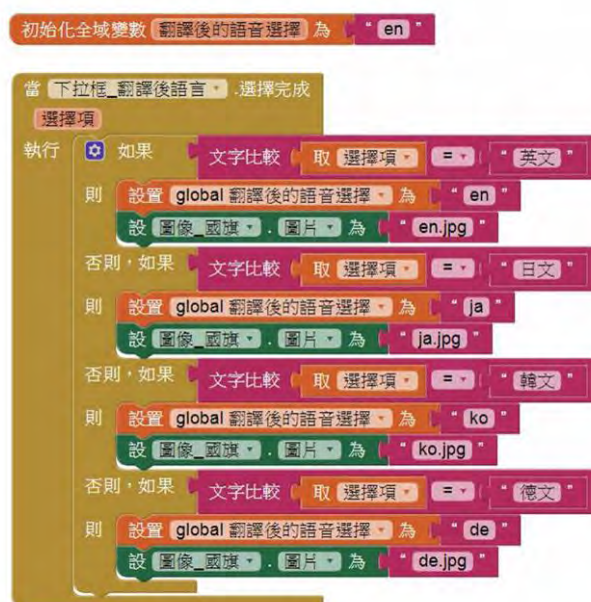 初始化全域變數 翻譯後的語音選擇 為 " en "
當 下拉框_翻譯後語言 .選擇完成
選擇項
執行 如果 文字比較 取 選擇項 = " 英文 "
則 設置 global 翻譯後的語音選擇 為 " en "
設 圖像_國旗 . 圖片 為 " en.jpg "
否則，如果 文字比較 取 選擇項 = " 日文 "
則 設置 global 翻譯後的語音選擇 為 " ja "
設 圖像_國旗 . 圖片 為 " ja.jpg "
否則，如果 文字比較 取 選擇項 = " 韓文 "
則 設置 global 翻譯後的語音選擇 為 " ko "
設 圖像_國旗 . 圖片 為 " ko.jpg "
否則，如果 文字比較 取 選擇項 = " 德文 "
則 設置 global 翻譯後的語音選擇 為 " de "
設 圖像_國旗 . 圖片 為 " de.jpg "